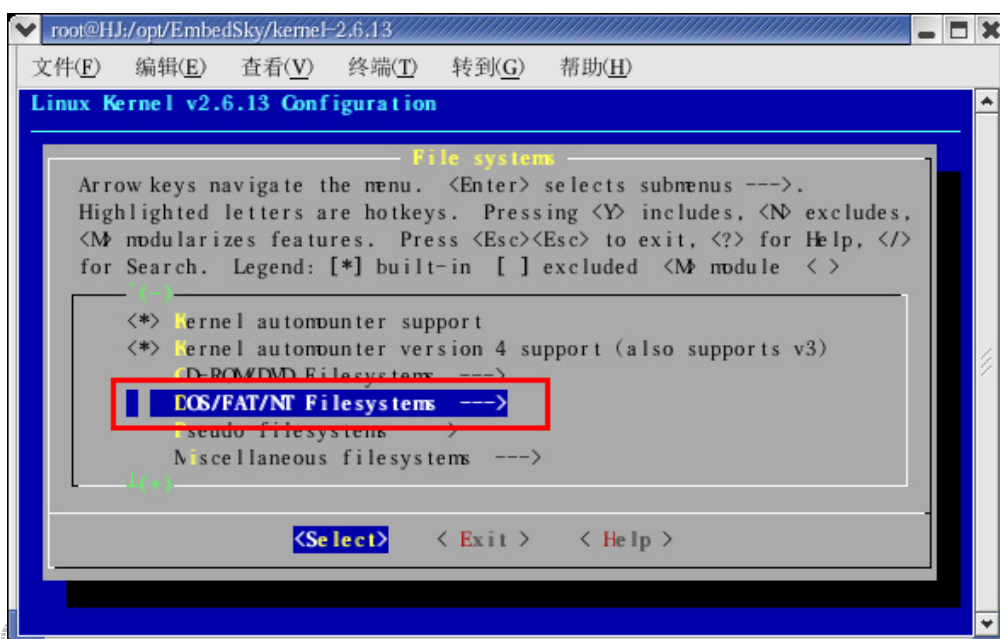 root@HJ:/opt/EmbedSky/kernel-2.6.13
文件(F) 编辑(E) 查看(V) 终端(T) 转到(G) 帮助(H)
Linux Kernel v2.6.13 Configuration
File systems
Arrow keys navigate the menu. <Enter> selects submenus --->.
Highlighted letters are hotkeys. Pressing <Y> includes, <N> excludes,
<M> modularizes features. Press <Esc><Esc> to exit, <?> for Help, </>
for Search. Legend: [*] built-in [ ] excluded <M> module < >
^(-)
<*> Kernel automounter support
<*> Kernel automounter version 4 support (also supports v3)
CD-ROM/DVD Filesystems --->
DOS/FAT/NT Filesystems --->
Pseudo filesystems --->
Miscellaneous filesystems --->
┴(+)
<Select> < Exit > < Help >